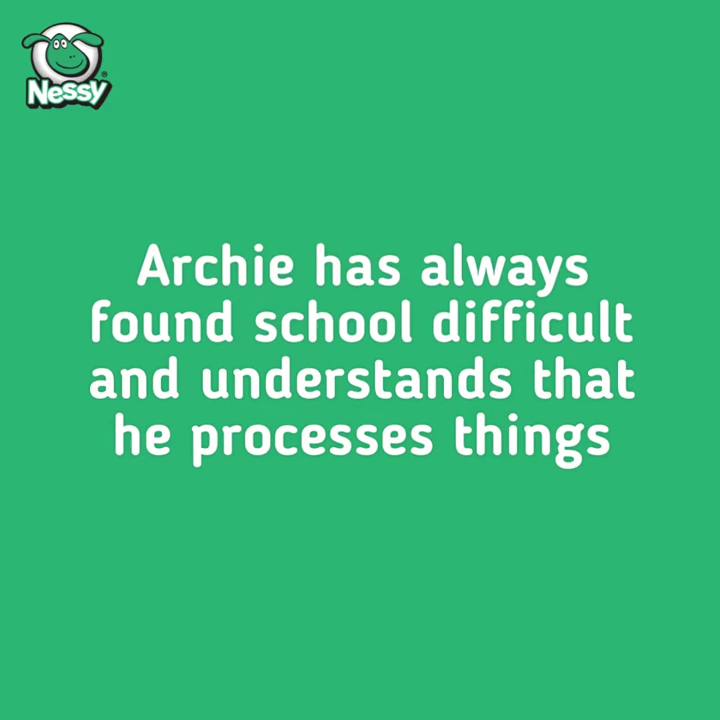 Nessy
Archie has always
found school difficult
and understands that
he processes things